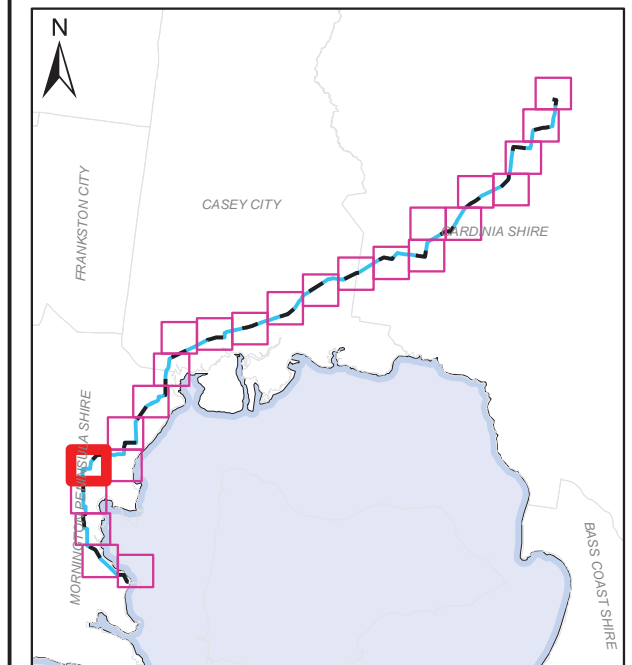 N
CASEY CITY
FRANKSTON CITY
CARDINIA SHIRE
MORNINGTON PENINSULA SHIRE
BASS COAST SHIRE